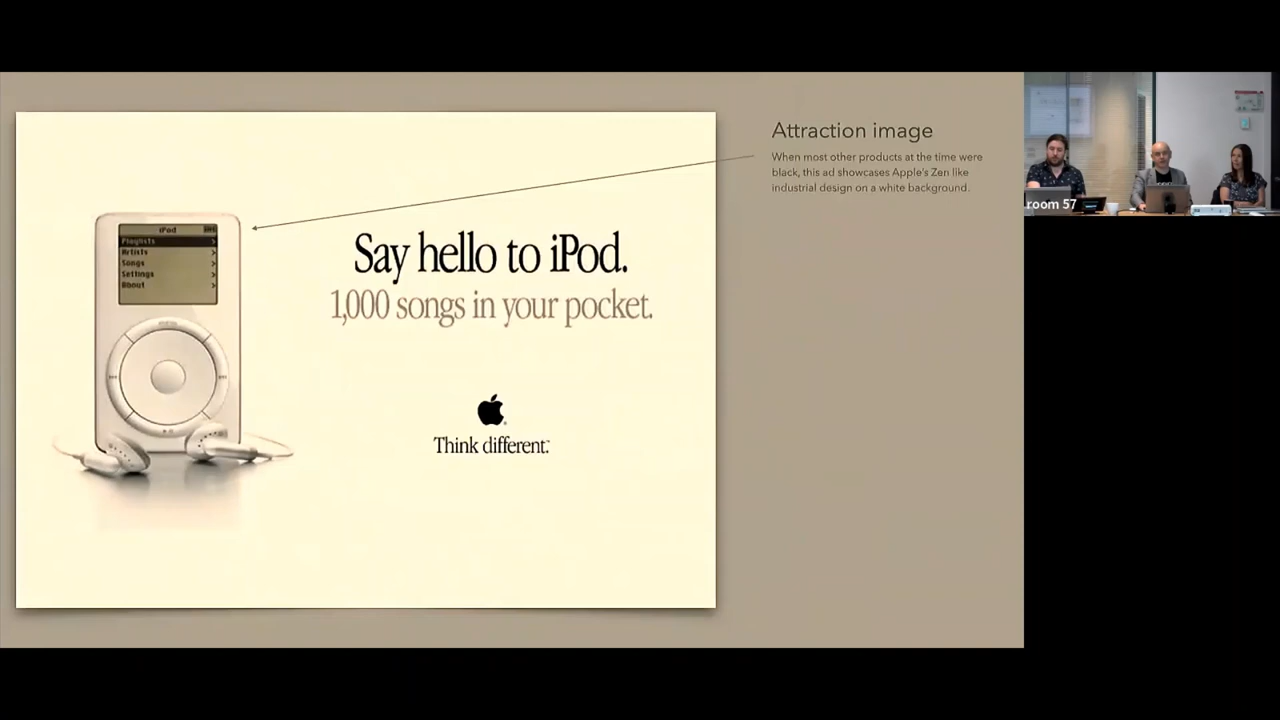 iPod
Playlists >
Artists >
Songs >
Settings >
About >
Say hello to iPod.
1,000 songs in your pocket.
Think different.
Attraction image
When most other products at the time were
black, this ad showcases Apple's Zen like
industrial design on a white background.
room 57